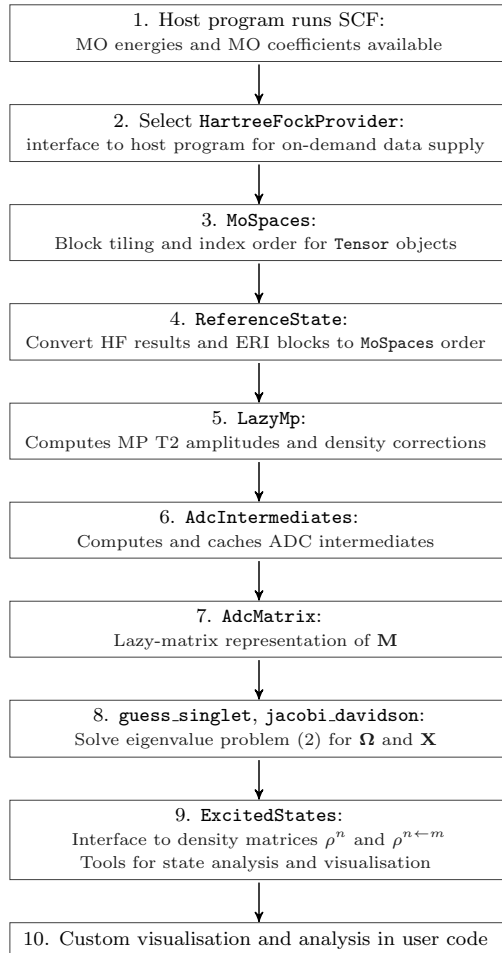 1. Host program runs SCF:
MO energies and MO coefficients available
2. Select HartreeFockProvider:
interface to host program for on-demand data supply
3. MoSpaces:
Block tiling and index order for Tensor objects
4. ReferenceState:
Convert HF results and ERI blocks to MoSpaces order
5. LazyMp:
Computes MP T2 amplitudes and density corrections
6. AdcIntermediates:
Computes and caches ADC intermediates
7. AdcMatrix:
Lazy-matrix representation of M
8. guess_singlet, jacobi_davidson:
Solve eigenvalue problem (2) for Ω and X
9. ExcitedStates:
Interface to density matrices ρⁿ and ρⁿ←ᵐ
Tools for state analysis and visualisation
10. Custom visualisation and analysis in user code